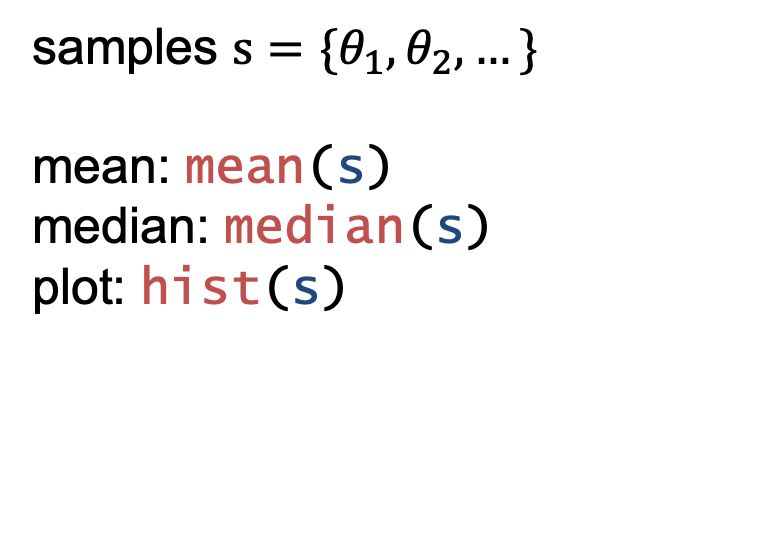 samples s = {θ₁, θ₂, ...}
mean: mean(s)
median: median(s)
plot: hist(s)